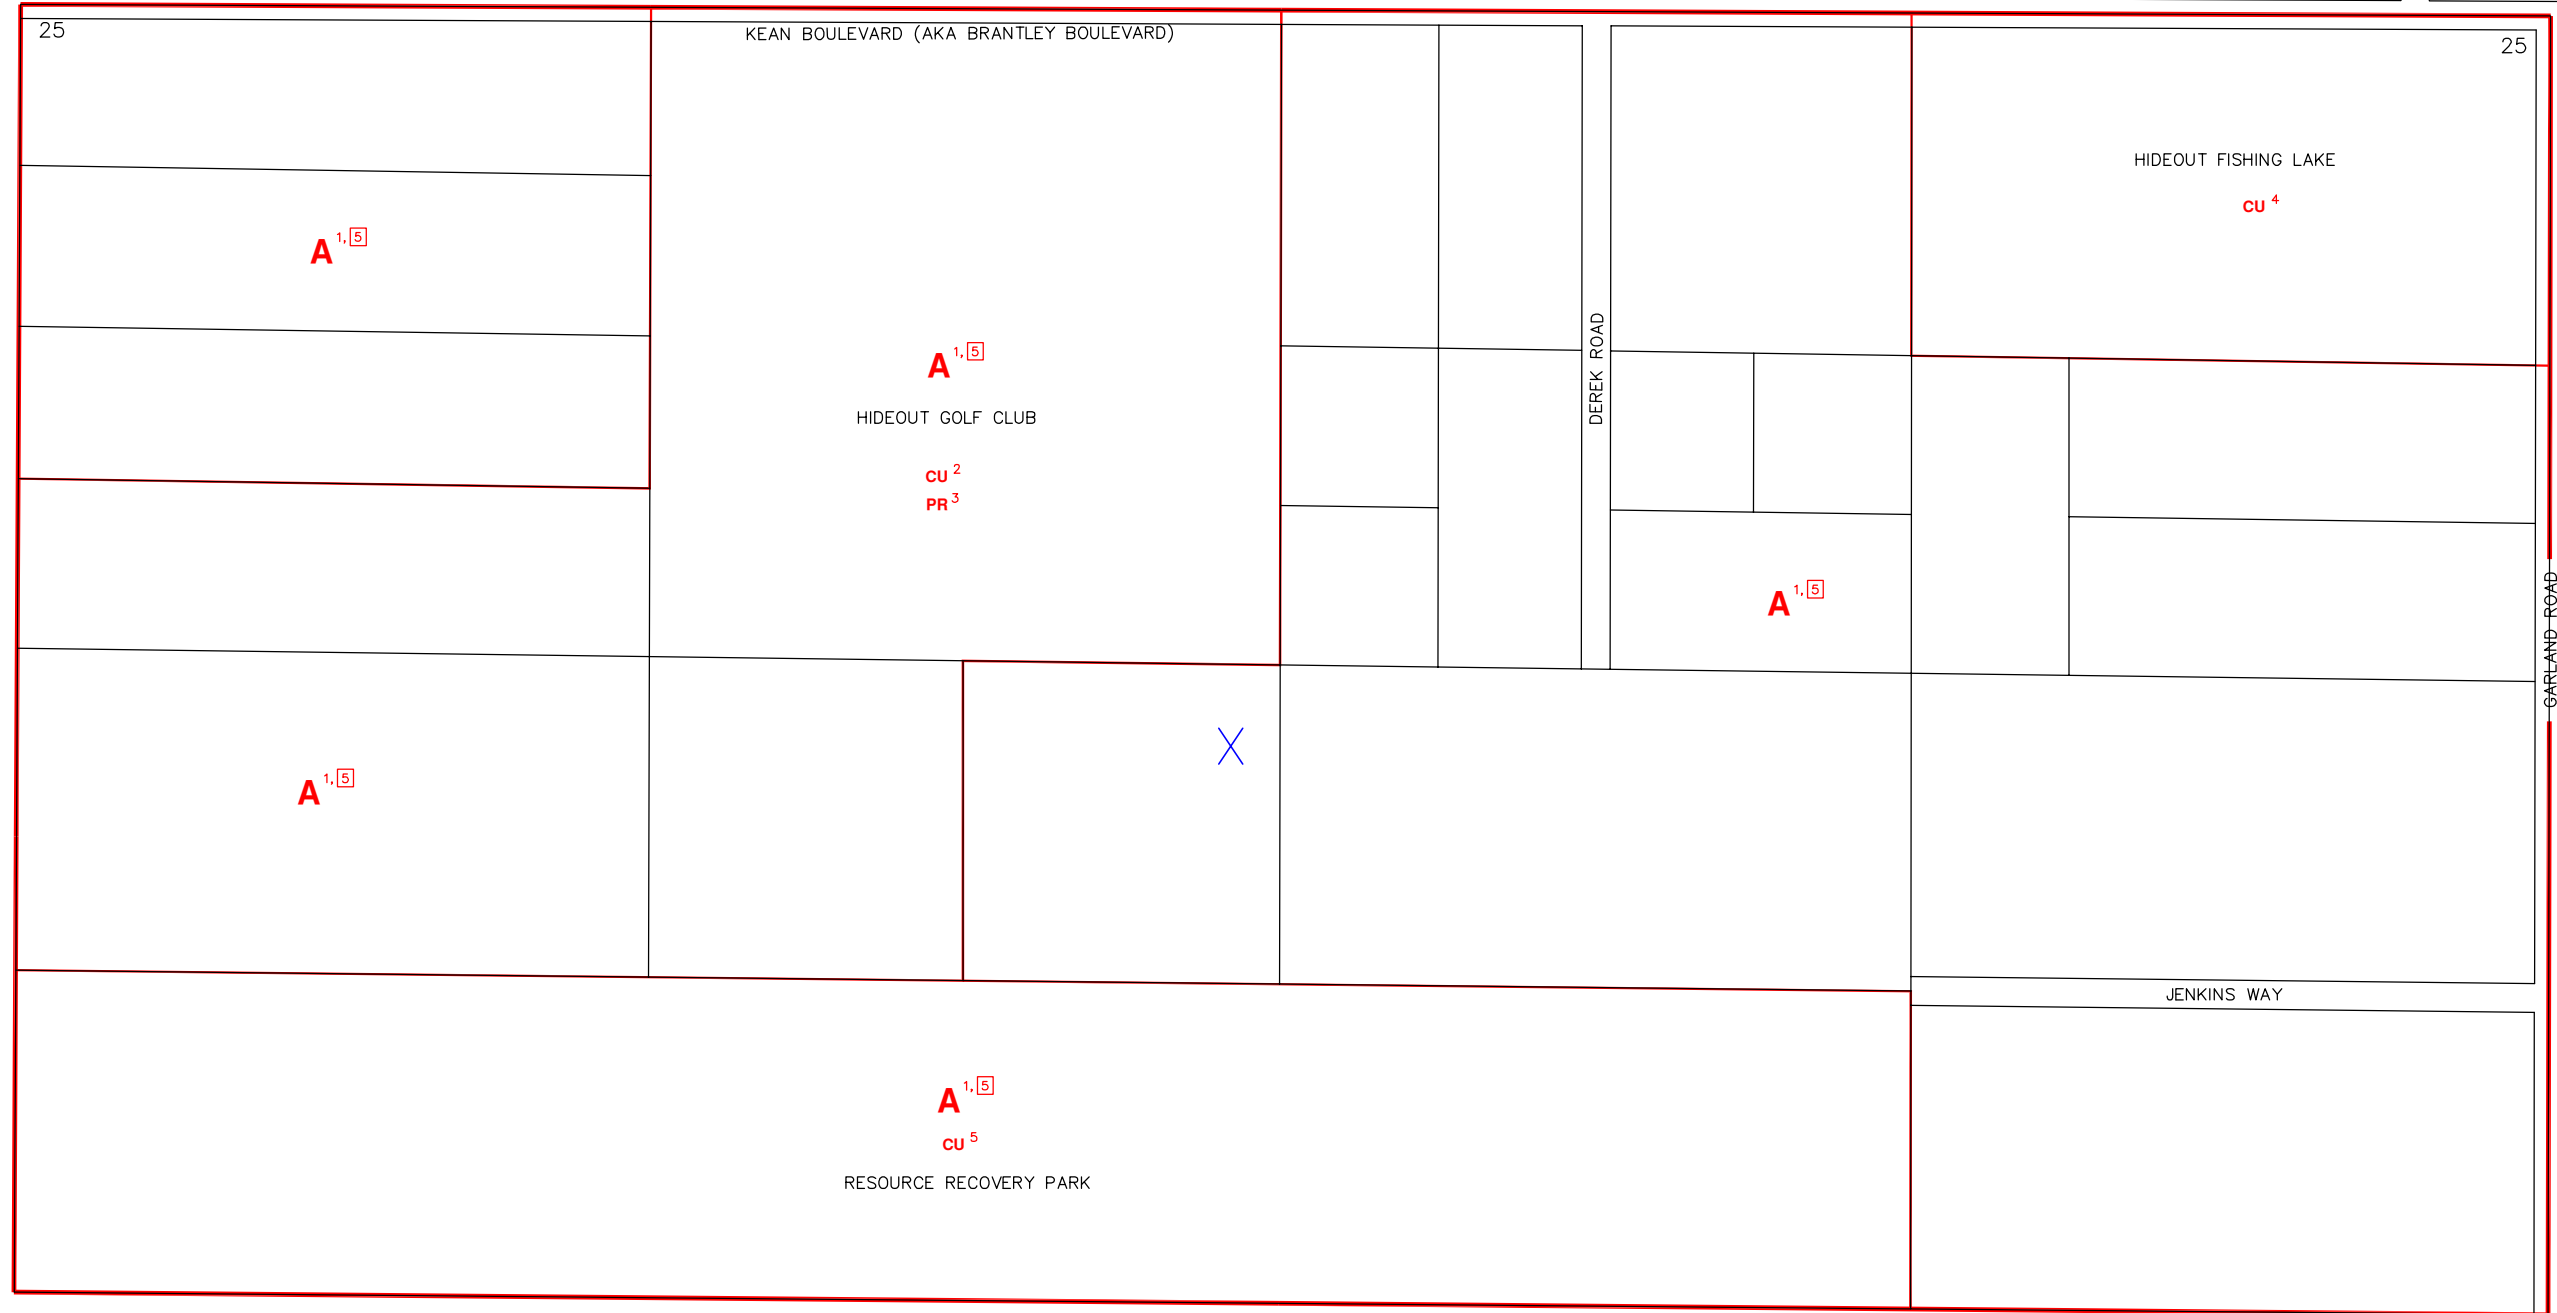 25
KEAN BOULEVARD (AKA BRANTLEY BOULEVARD)
25
HIDEOUT FISHING LAKE
CU 4
A 1, 5
A 1, 5
HIDEOUT GOLF CLUB
CU 2
PR 3
DEREK ROAD
A 1, 5
GARLAND ROAD
A 1, 5
JENKINS WAY
A 1, 5
CU 5
RESOURCE RECOVERY PARK